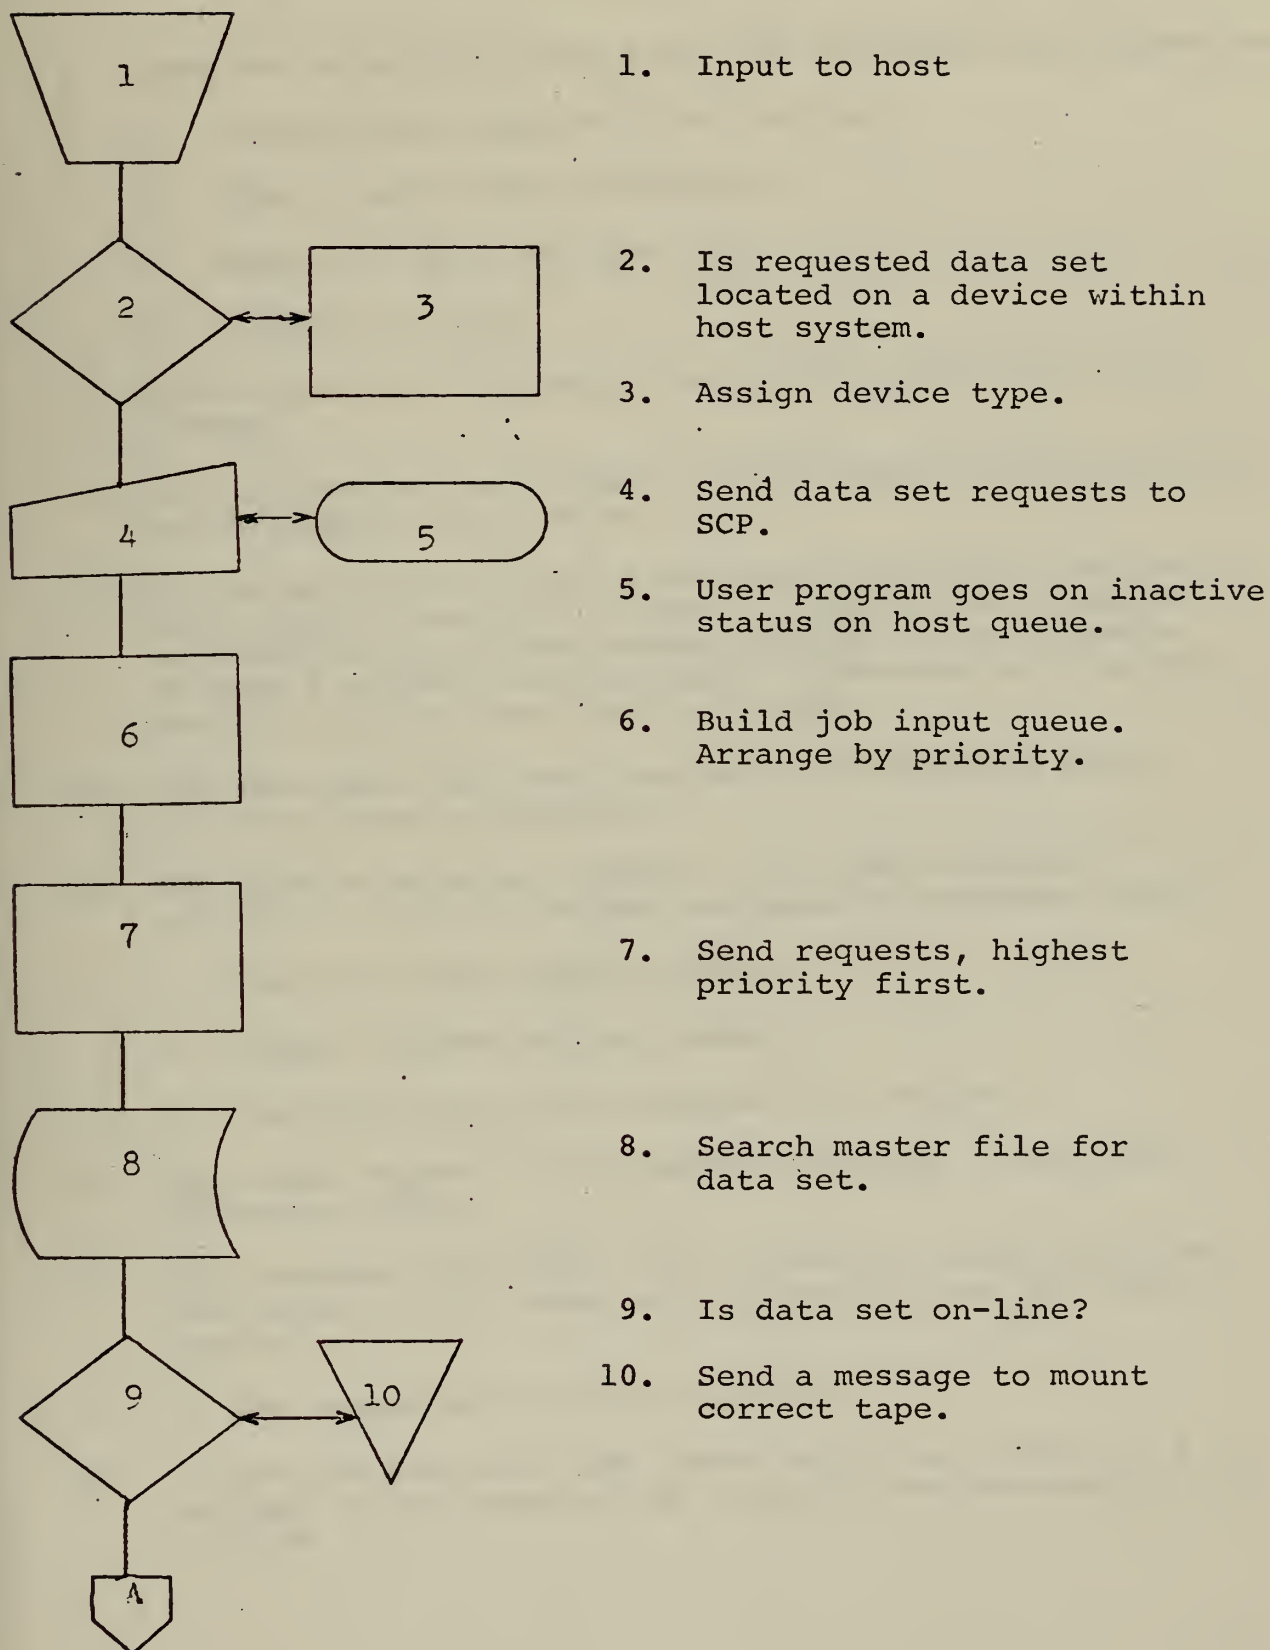 1
1. Input to host
2
3
2. Is requested data set
located on a device within
host system.
3. Assign device type.
4
5
4. Send data set requests to
SCP.
5. User program goes on inactive
status on host queue.
6
6. Build job input queue.
Arrange by priority.
7
7. Send requests, highest
priority first.
8
8. Search master file for
data set.
9
10
9. Is data set on-line?
10. Send a message to mount
correct tape.
A